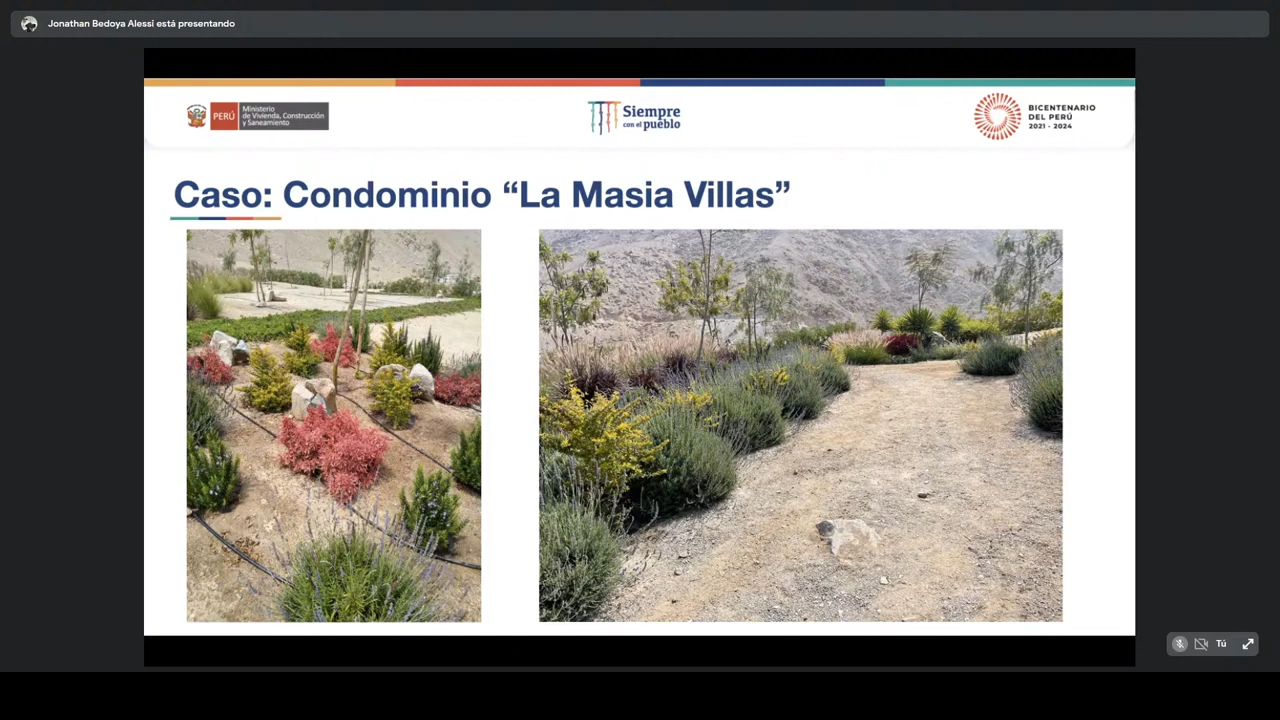 Jonathan Bedoya Alessi está presentando
PERÚ
Ministerio
de Vivienda, Construcción
y Saneamiento
Siempre
con el pueblo
BICENTENARIO
DEL PERÚ
2021 - 2024
Caso: Condominio “La Masia Villas”
Tú